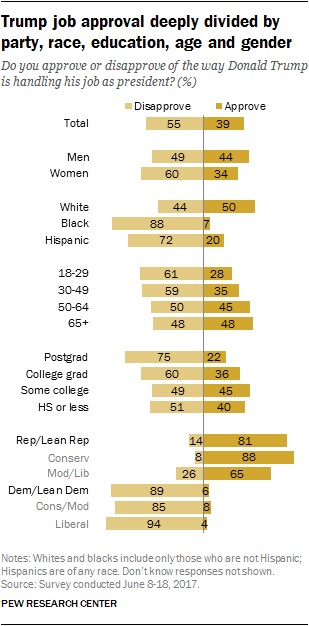 Trump job approval deeply divided by
party, race, education, age and gender
Do you approve or disapprove of the way Donald Trump
is handling his job as president? (%)
Disapprove Approve
Total 55 39
Men 49 44
Women 60 34
White 44 50
Black 88 7
Hispanic 72 20
18-29 61 28
30-49 59 35
50-64 50 45
65+ 48 48
Postgrad 75 22
College grad 60 36
Some college 49 45
HS or less 51 40
Rep/Lean Rep 14 81
Conserv 8 88
Mod/Lib 26 65
Dem/Lean Dem 89 6
Cons/Mod 85 8
Liberal 94 4
Notes: Whites and blacks include only those who are not Hispanic;
Hispanics are of any race. Don't know responses not shown.
Source: Survey conducted June 8-18, 2017.
PEW RESEARCH CENTER